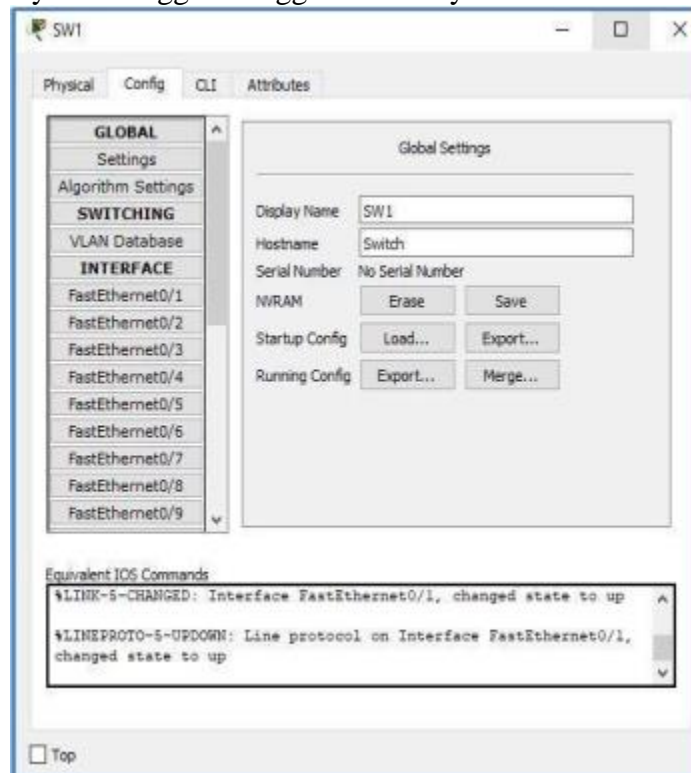 SW1
Physical Config CLI Attributes
GLOBAL
Settings
Algorithm Settings
SWITCHING
VLAN Database
INTERFACE
FastEthernet0/1
FastEthernet0/2
FastEthernet0/3
FastEthernet0/4
FastEthernet0/5
FastEthernet0/6
FastEthernet0/7
FastEthernet0/8
FastEthernet0/9
Global Settings
Display Name SW1
Hostname Switch
Serial Number No Serial Number
NVRAM Erase Save
Startup Config Load... Export...
Running Config Export... Merge...
Equivalent IOS Commands
%LINK-5-CHANGED: Interface FastEthernet0/1, changed state to up
%LINEPROTO-5-UPDOWN: Line protocol on Interface FastEthernet0/1,
changed state to up
Top